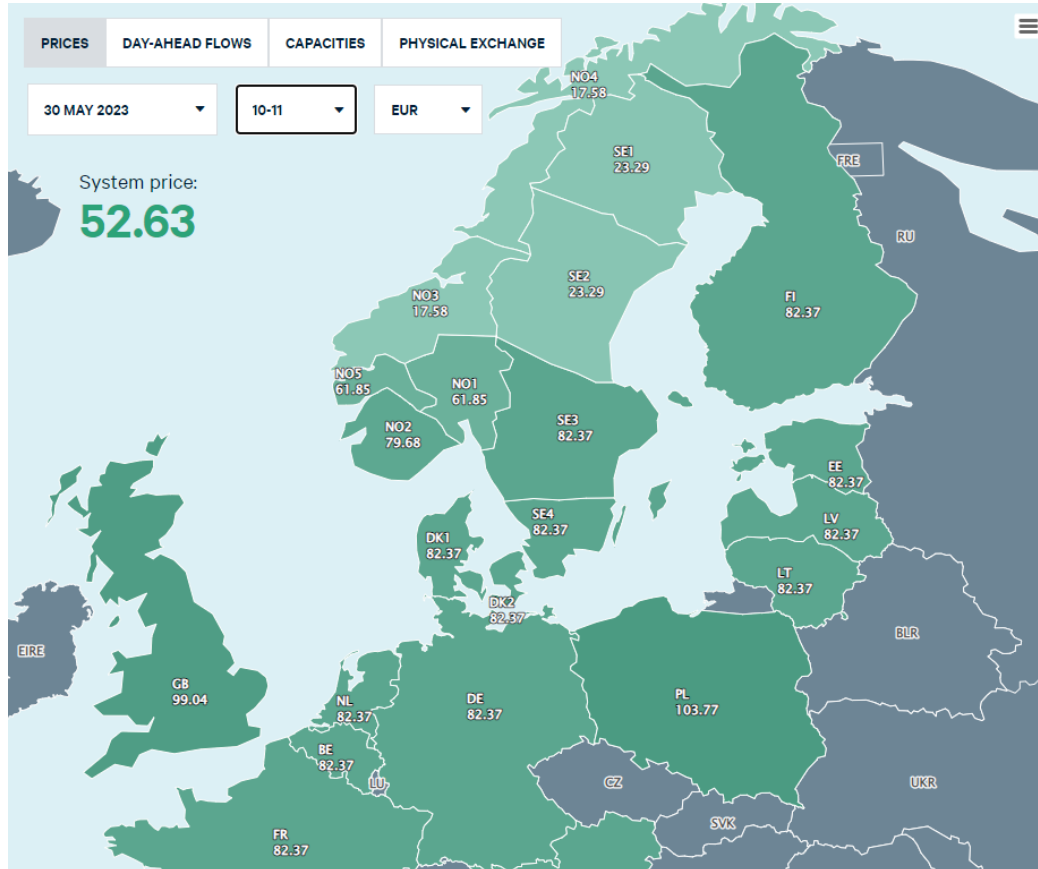 PRICES DAY-AHEAD FLOWS CAPACITIES PHYSICAL EXCHANGE
30 MAY 2023 10-11 EUR
System price:
52.63
NO4
17.58
SE1
23.29
FRE
RU
SE2
23.29
NO3
17.58
FI
82.37
NO5
61.85
NO1
61.85
NO2
79.68
SE3
82.37
EE
82.37
SE4
82.37
LV
82.37
DK1
82.37
LT
82.37
DK2
82.37
BLR
EIRE
GB
99.04
NL
82.37
DE
82.37
PL
103.77
BE
82.37
LU
CZ
UKR
SVK
FR
82.37